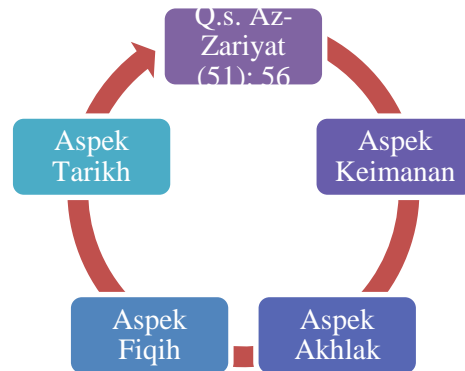 Q.s. Az-
Zariyat
(51): 56
Aspek
Keimanan
Aspek
Akhlak
Aspek
Fiqih
Aspek
Tarikh